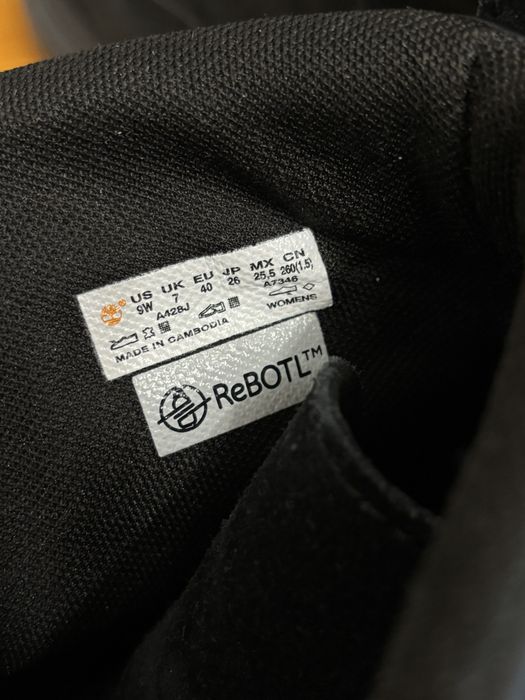 US UK EU JP MX CN
9W 7 40 26 25,5 260(1.5)
A428J A7346
WOMENS
MADE IN CAMBODIA
ReBOTL™